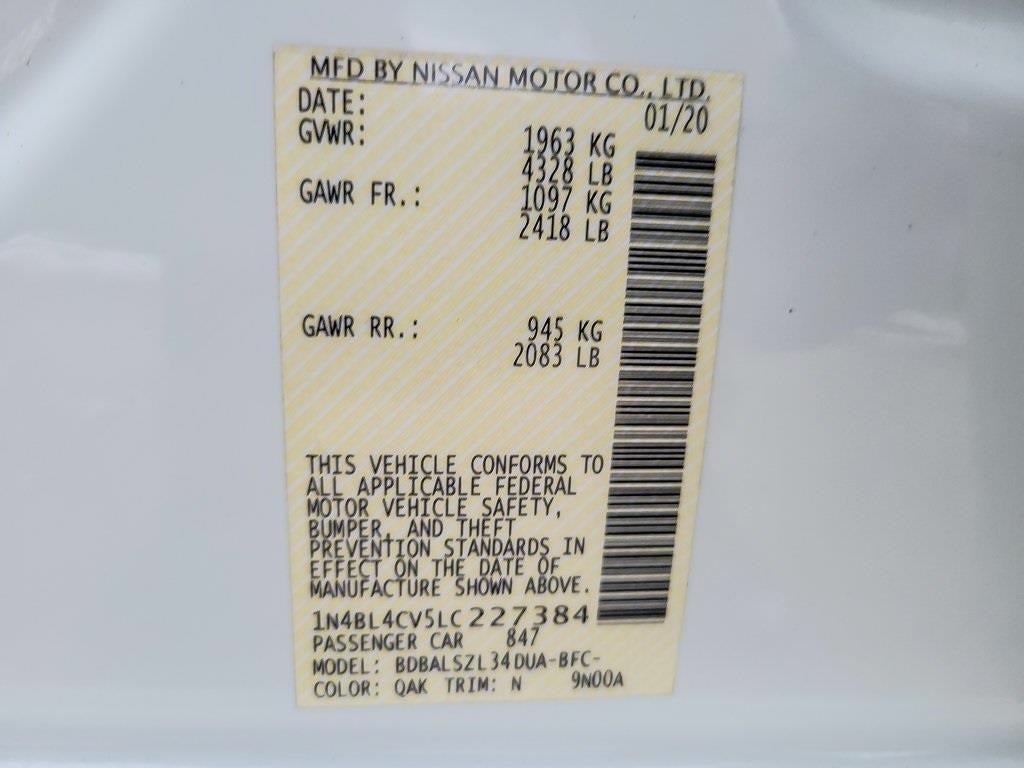 MFD BY NISSAN MOTOR CO., LTD.
DATE: 01/20
GVWR: 1963 KG
4328 LB
GAWR FR.: 1097 KG
2418 LB
GAWR RR.: 945 KG
2083 LB
THIS VEHICLE CONFORMS TO
ALL APPLICABLE FEDERAL
MOTOR VEHICLE SAFETY,
BUMPER, AND THEFT
PREVENTION STANDARDS IN
EFFECT ON THE DATE OF
MANUFACTURE SHOWN ABOVE.
1N4BL4CV5LC227384
PASSENGER CAR 847
MODEL: BDBALSZL34DUA-BFC-
COLOR: QAK TRIM: N 9N00A